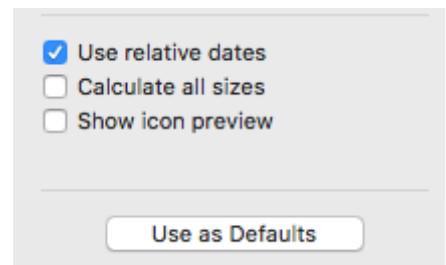 Use relative dates
Calculate all sizes
Show icon preview
Use as Defaults